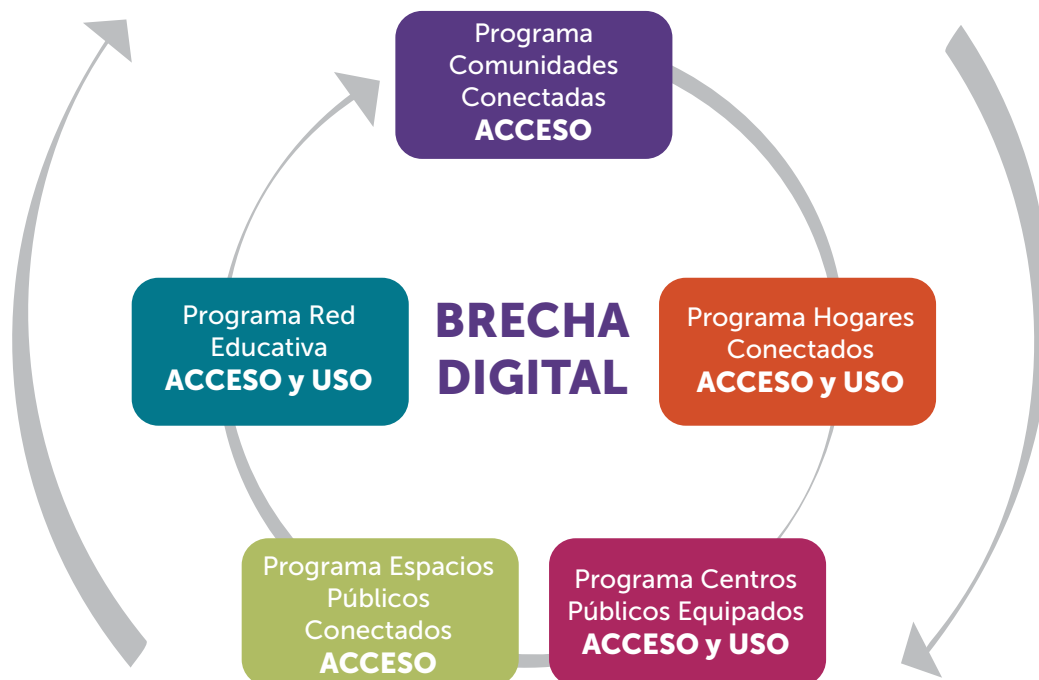 Programa
Comunidades
Conectadas
ACCESO
Programa Red
Educativa
ACCESO y USO
BRECHA
DIGITAL
Programa Hogares
Conectados
ACCESO y USO
Programa Espacios
Públicos
Conectados
ACCESO
Programa Centros
Públicos Equipados
ACCESO y USO